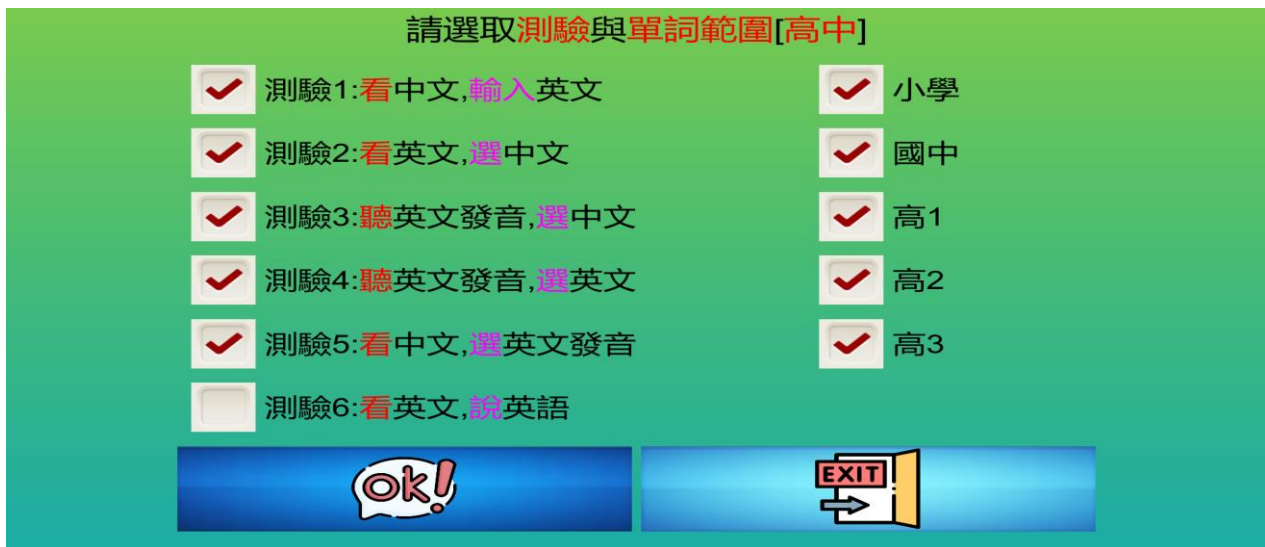 請選取測驗與單詞範圍[高中]
測驗1:看中文,輸入英文
小學
測驗2:看英文,選中文
國中
測驗3:聽英文發音,選中文
高1
測驗4:聽英文發音,選英文
高2
測驗5:看中文,選英文發音
高3
測驗6:看英文,說英語
OK!
EXIT